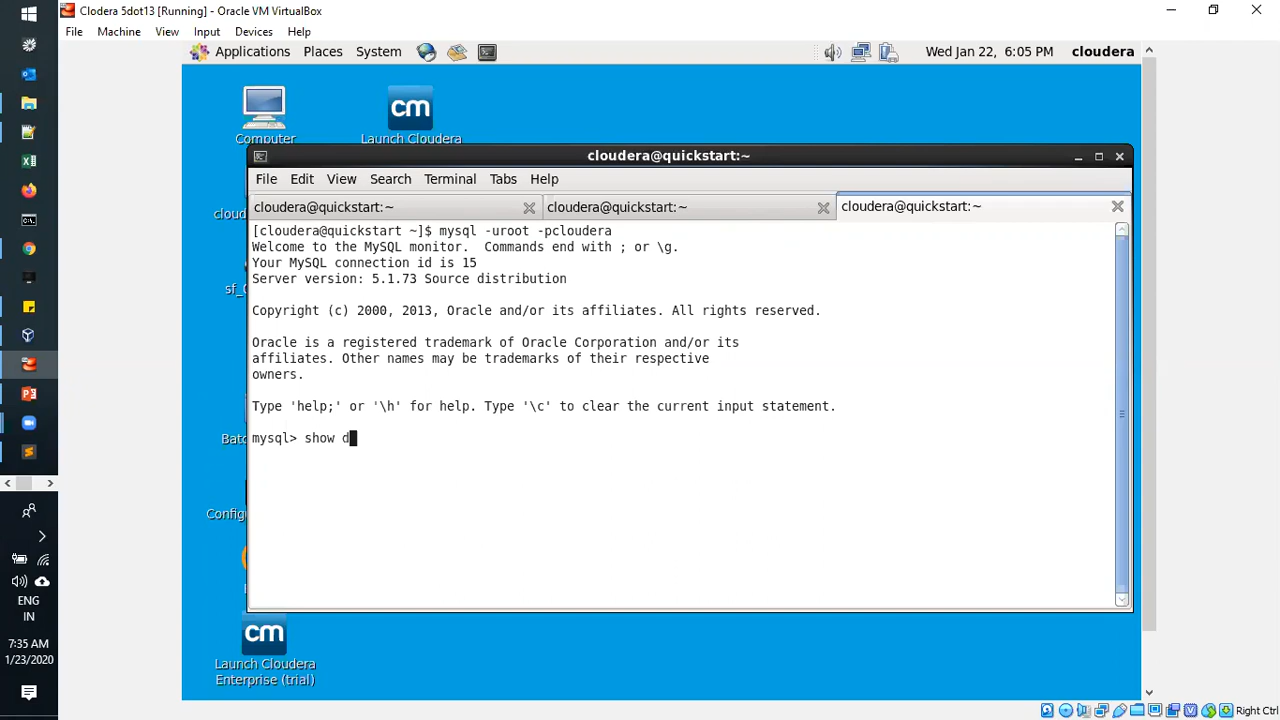 Clodera 5dot13 [Running] - Oracle VM VirtualBox
File Machine View Input Devices Help
Applications Places System
Wed Jan 22, 6:05 PM cloudera
cm cm
Computer Launch Cloudera
cloudera@quickstart:~
File Edit View Search Terminal Tabs Help
cloudera@quickstart:~ cloudera@quickstart:~ cloudera@quickstart:~
[cloudera@quickstart ~]$ mysql -uroot -pcloudera
Welcome to the MySQL monitor.  Commands end with ; or \g.
Your MySQL connection id is 15
Server version: 5.1.73 Source distribution
Copyright (c) 2000, 2013, Oracle and/or its affiliates. All rights reserved.
Oracle is a registered trademark of Oracle Corporation and/or its
affiliates. Other names may be trademarks of their respective
owners.
Type 'help;' or '\h' for help. Type '\c' to clear the current input statement.
mysql> show d
cm
Launch Cloudera
Enterprise (trial)
ENG
IN
7:35 AM
1/23/2020
Right Ctrl